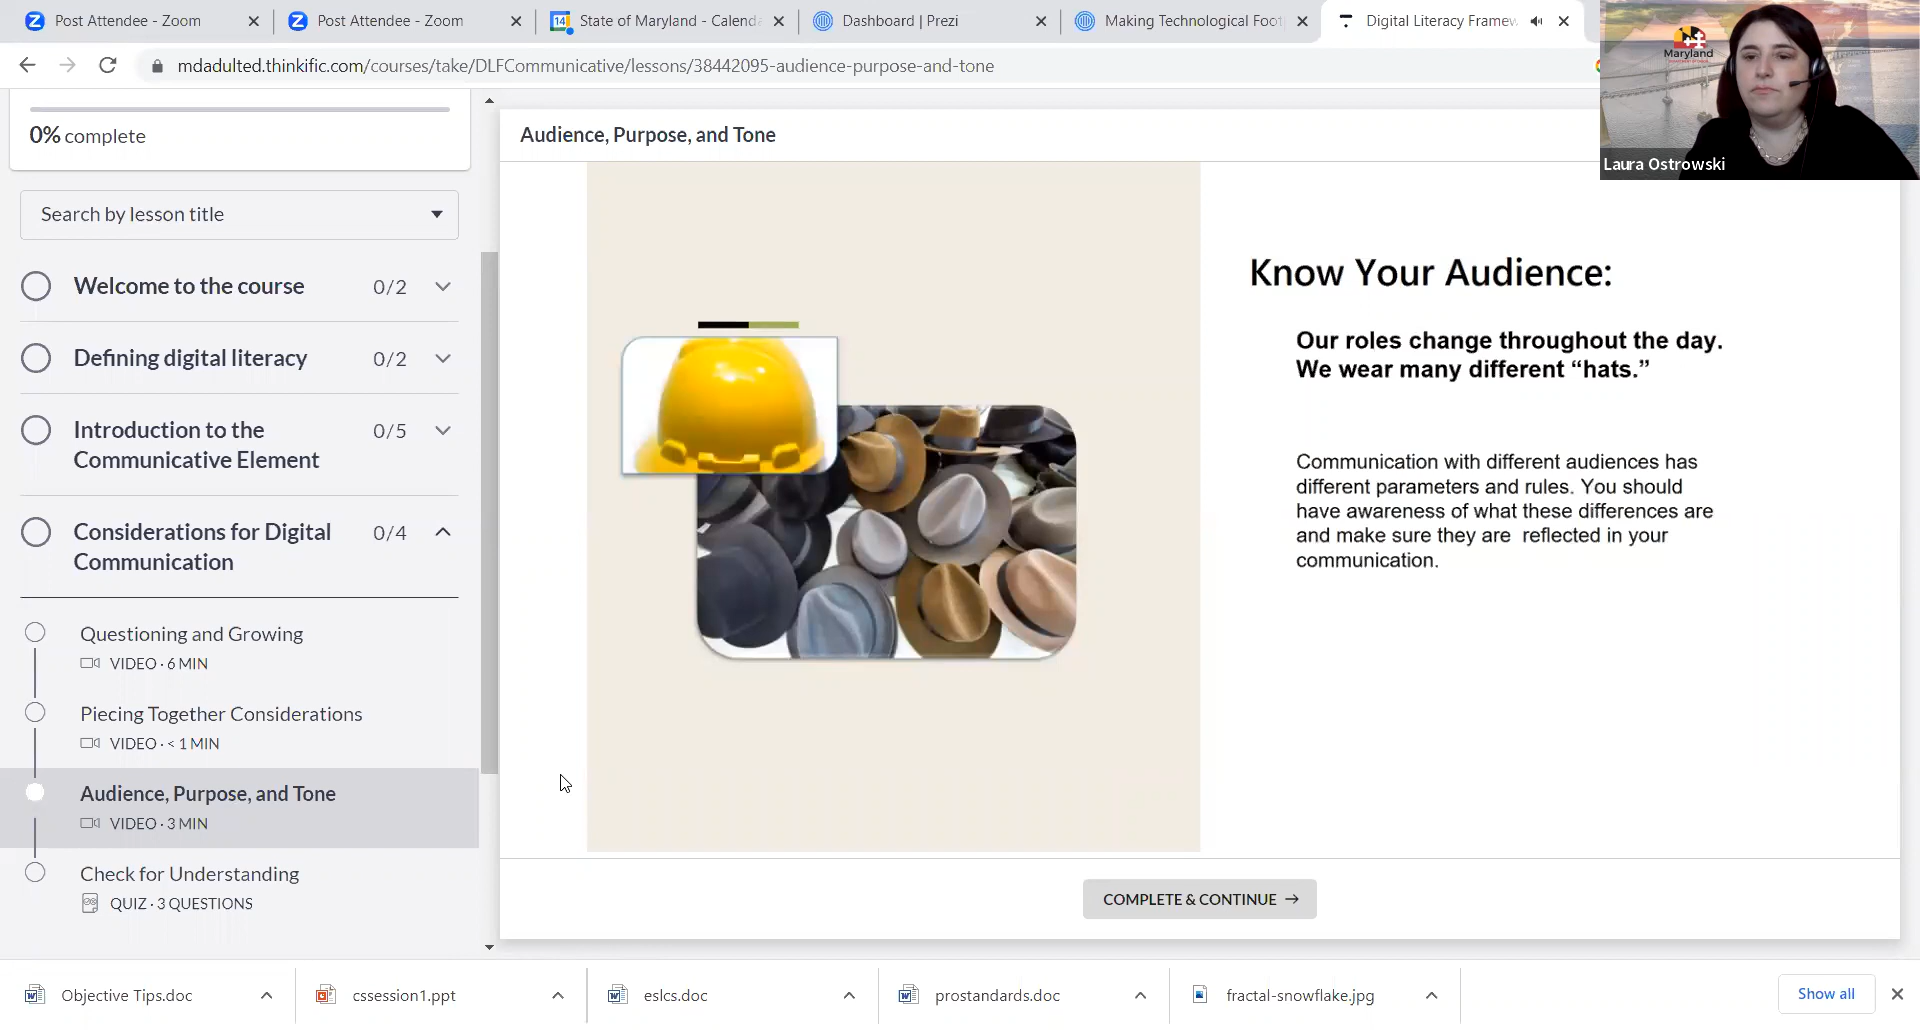 Post Attendee - Zoom
Post Attendee - Zoom
14
State of Maryland - Calenda
Dashboard | Prezi
Making Technological Foot
Digital Literacy Framew
mdadulted.thinkific.com/courses/take/DLFCommunicative/lessons/38442095-audience-purpose-and-tone
Maryland
Laura Ostrowski
0% complete
Search by lesson title
Welcome to the course 0/2
Defining digital literacy 0/2
Introduction to the
Communicative Element
0/5
Considerations for Digital
Communication
0/4
Questioning and Growing
VIDEO · 6 MIN
Piecing Together Considerations
VIDEO · < 1 MIN
Audience, Purpose, and Tone
VIDEO · 3 MIN
Check for Understanding
QUIZ · 3 QUESTIONS
Audience, Purpose, and Tone
Know Your Audience:
Our roles change throughout the day.
We wear many different “hats.”
Communication with different audiences has
different parameters and rules. You should
have awareness of what these differences are
and make sure they are reflected in your
communication.
COMPLETE & CONTINUE →
Objective Tips.doc
cssession1.ppt
eslcs.doc
prostandards.doc
fractal-snowflake.jpg
Show all